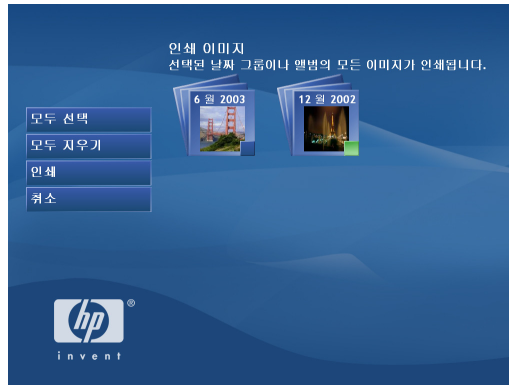 인쇄 이미지
선택된 날짜 그룹이나 앨범의 모든 이미지가 인쇄됩니다.
6 월 2003
12 월 2002
모두 선택
모두 지우기
인쇄
취소
hp ®
invent